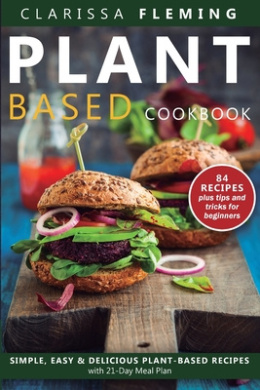 CLARISSA FLEMING
PLANT
BASED COOKBOOK
84
RECIPES
plus tips and
tricks for
beginners
SIMPLE, EASY & DELICIOUS PLANT-BASED RECIPES
with 21-Day Meal Plan